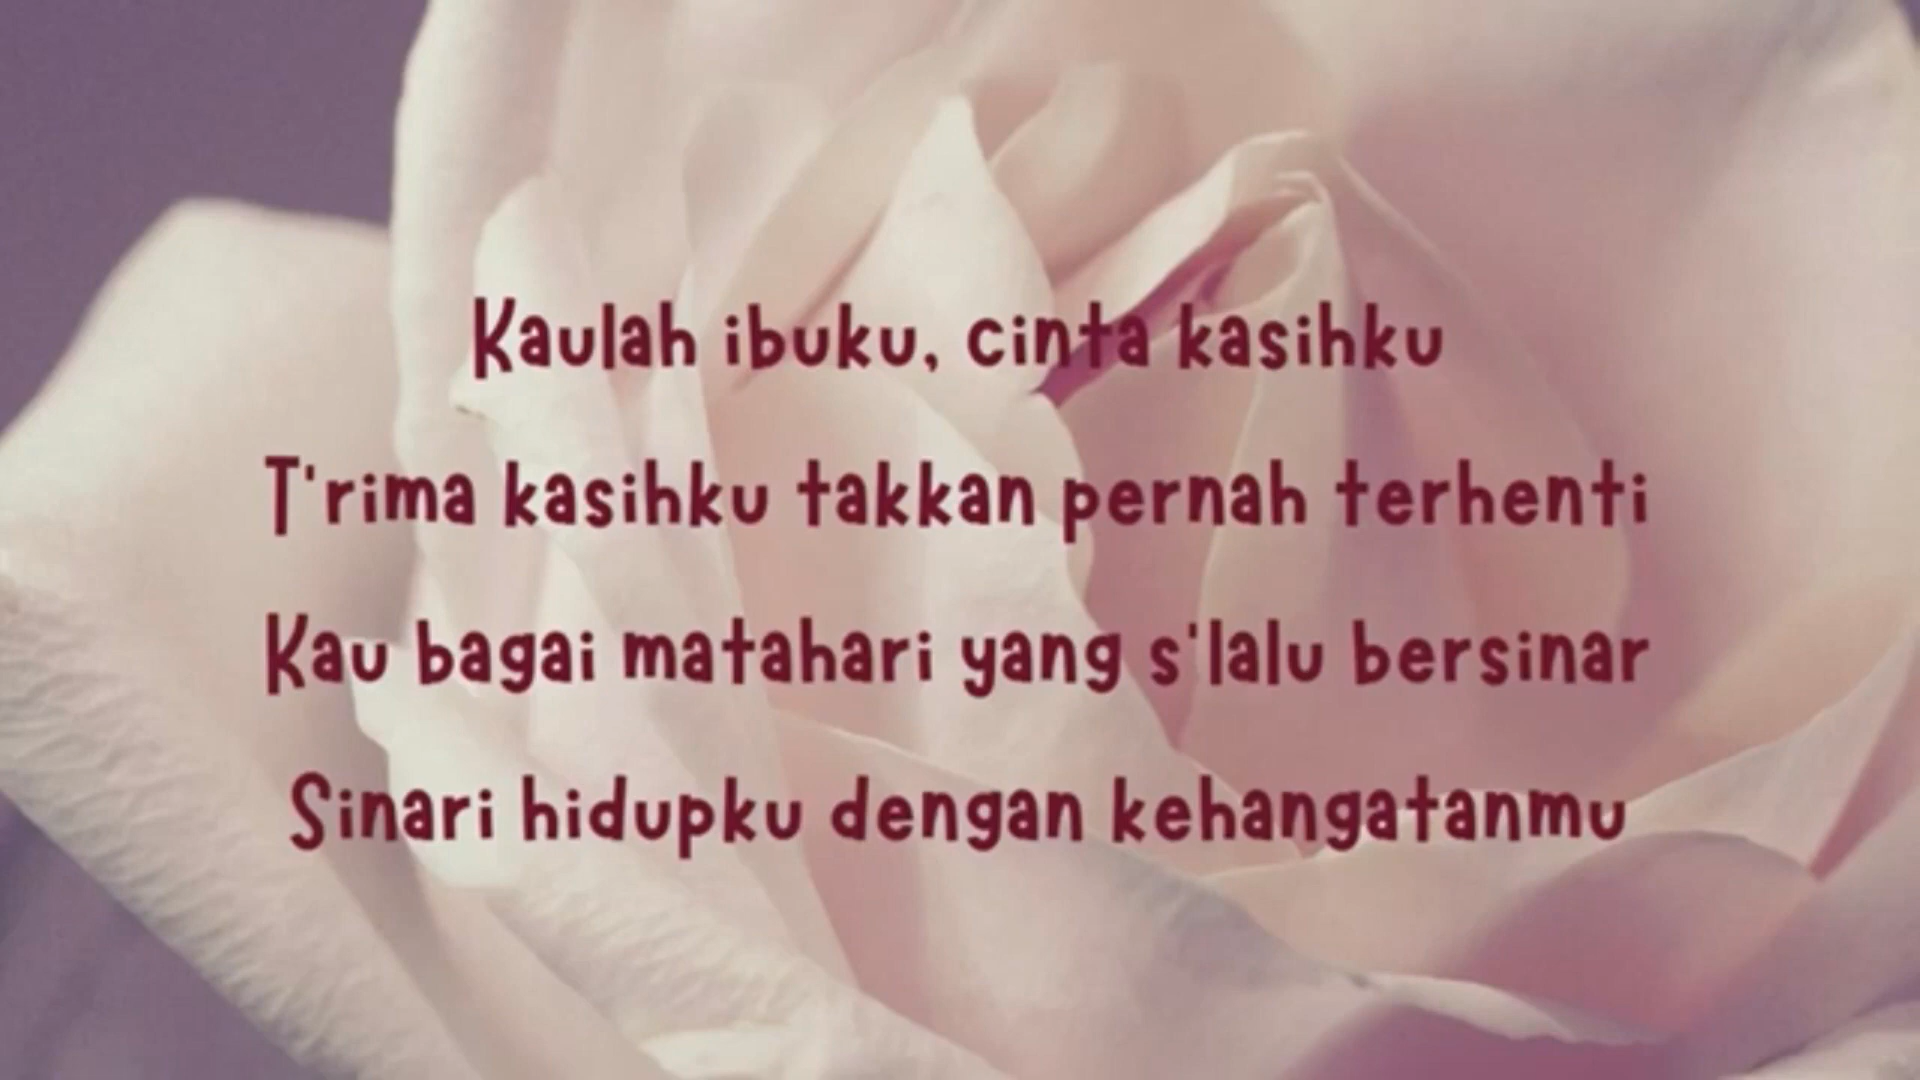 Kaulah ibuku, cinta kasihku
T'rima kasihku takkan pernah terhenti
Kau bagai matahari yang s'lalu bersinar
Sinari hidupku dengan kehangatanmu